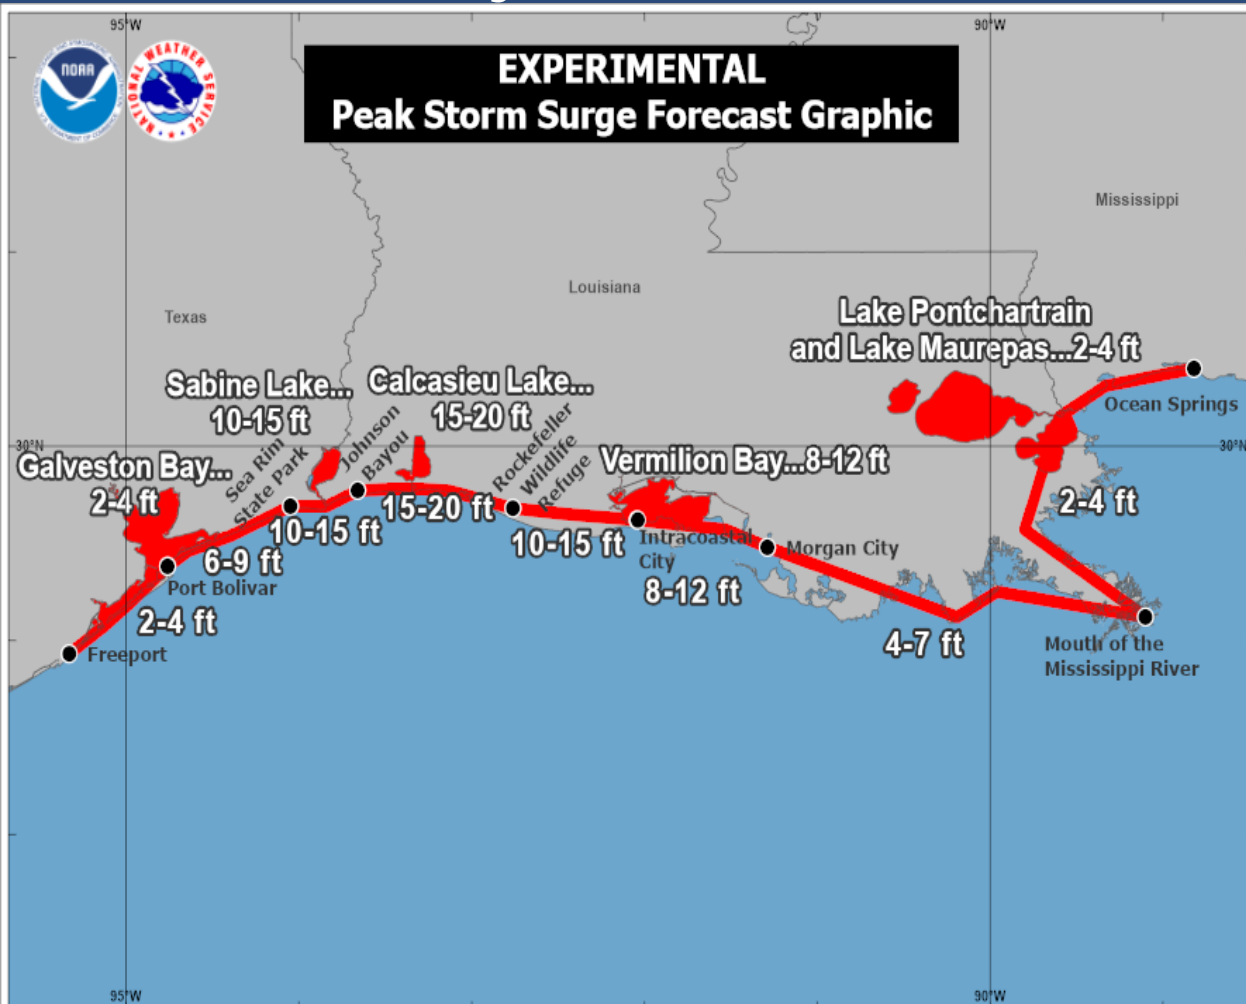 95°W
90°W
NOAA
NATIONAL WEATHER SERVICE
EXPERIMENTAL
Peak Storm Surge Forecast Graphic
Mississippi
Louisiana
Texas
Lake Pontchartrain
and Lake Maurepas...2-4 ft
Sabine Lake...
10-15 ft
Calcasieu Lake...
15-20 ft
Ocean Springs
30°N
30°N
Galveston Bay...
2-4 ft
Sea Rim
State Park
Johnson
Bayou
Rockefeller
Wildlife
Refuge
Vermilion Bay...8-12 ft
2-4 ft
15-20 ft
10-15 ft
10-15 ft
Intracoastal
City
Morgan City
6-9 ft
Port Bolivar
8-12 ft
2-4 ft
4-7 ft
Freeport
Mouth of the
Mississippi River
95°W
90°W